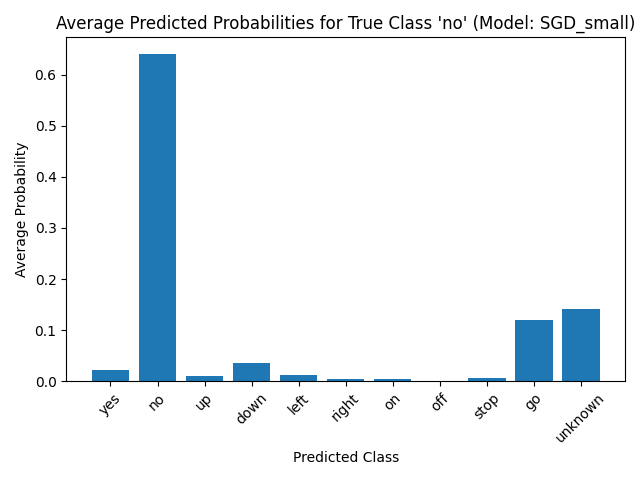 Average Predicted Probabilities for True Class 'no' (Model: SGD_small)
Average Probability
0.6
0.5
0.4
0.3
0.2
0.1
0.0
yes
no
up
down
left
right
on
off
stop
go
unknown
Predicted Class